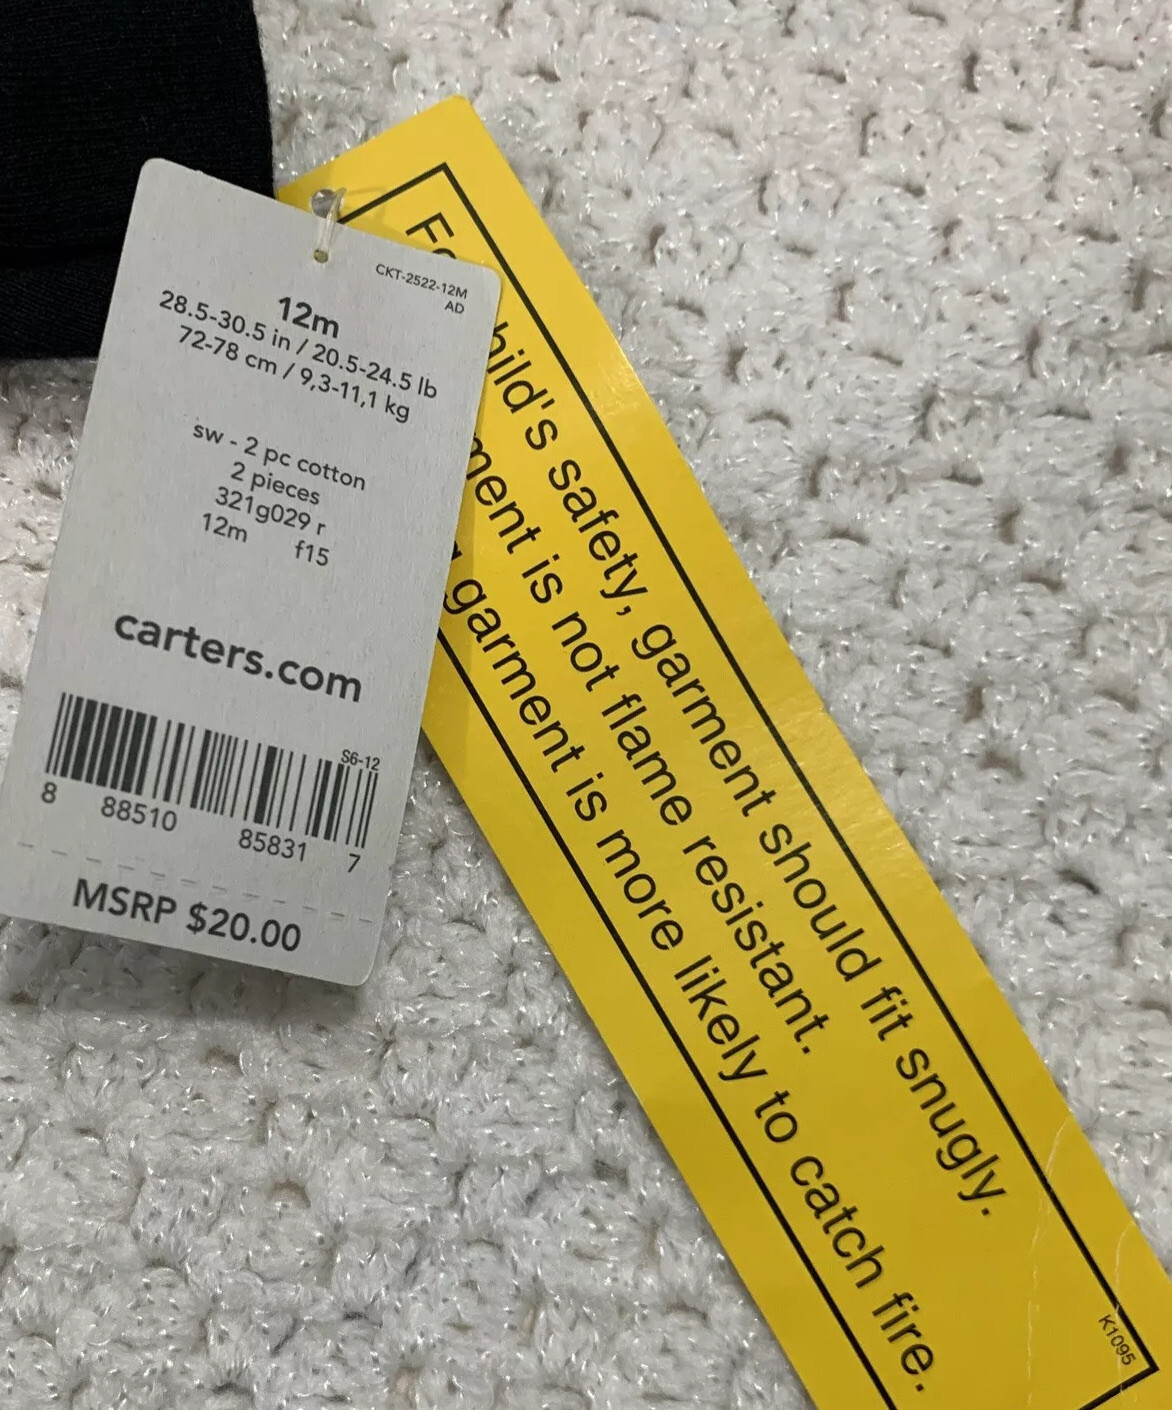 CKT-2522-12M
AD
12m
28.5-30.5 in / 20.5-24.5 lb
72-78 cm / 9,3-11,1 kg
sw - 2 pc cotton
2 pieces
321g029 r
12m f15
carters.com
S6-12
8 88510 85831 7
MSRP $20.00
hild's safety, garment should fit snugly.
ment is not flame resistant.
garment is more likely to catch fire.
K1095